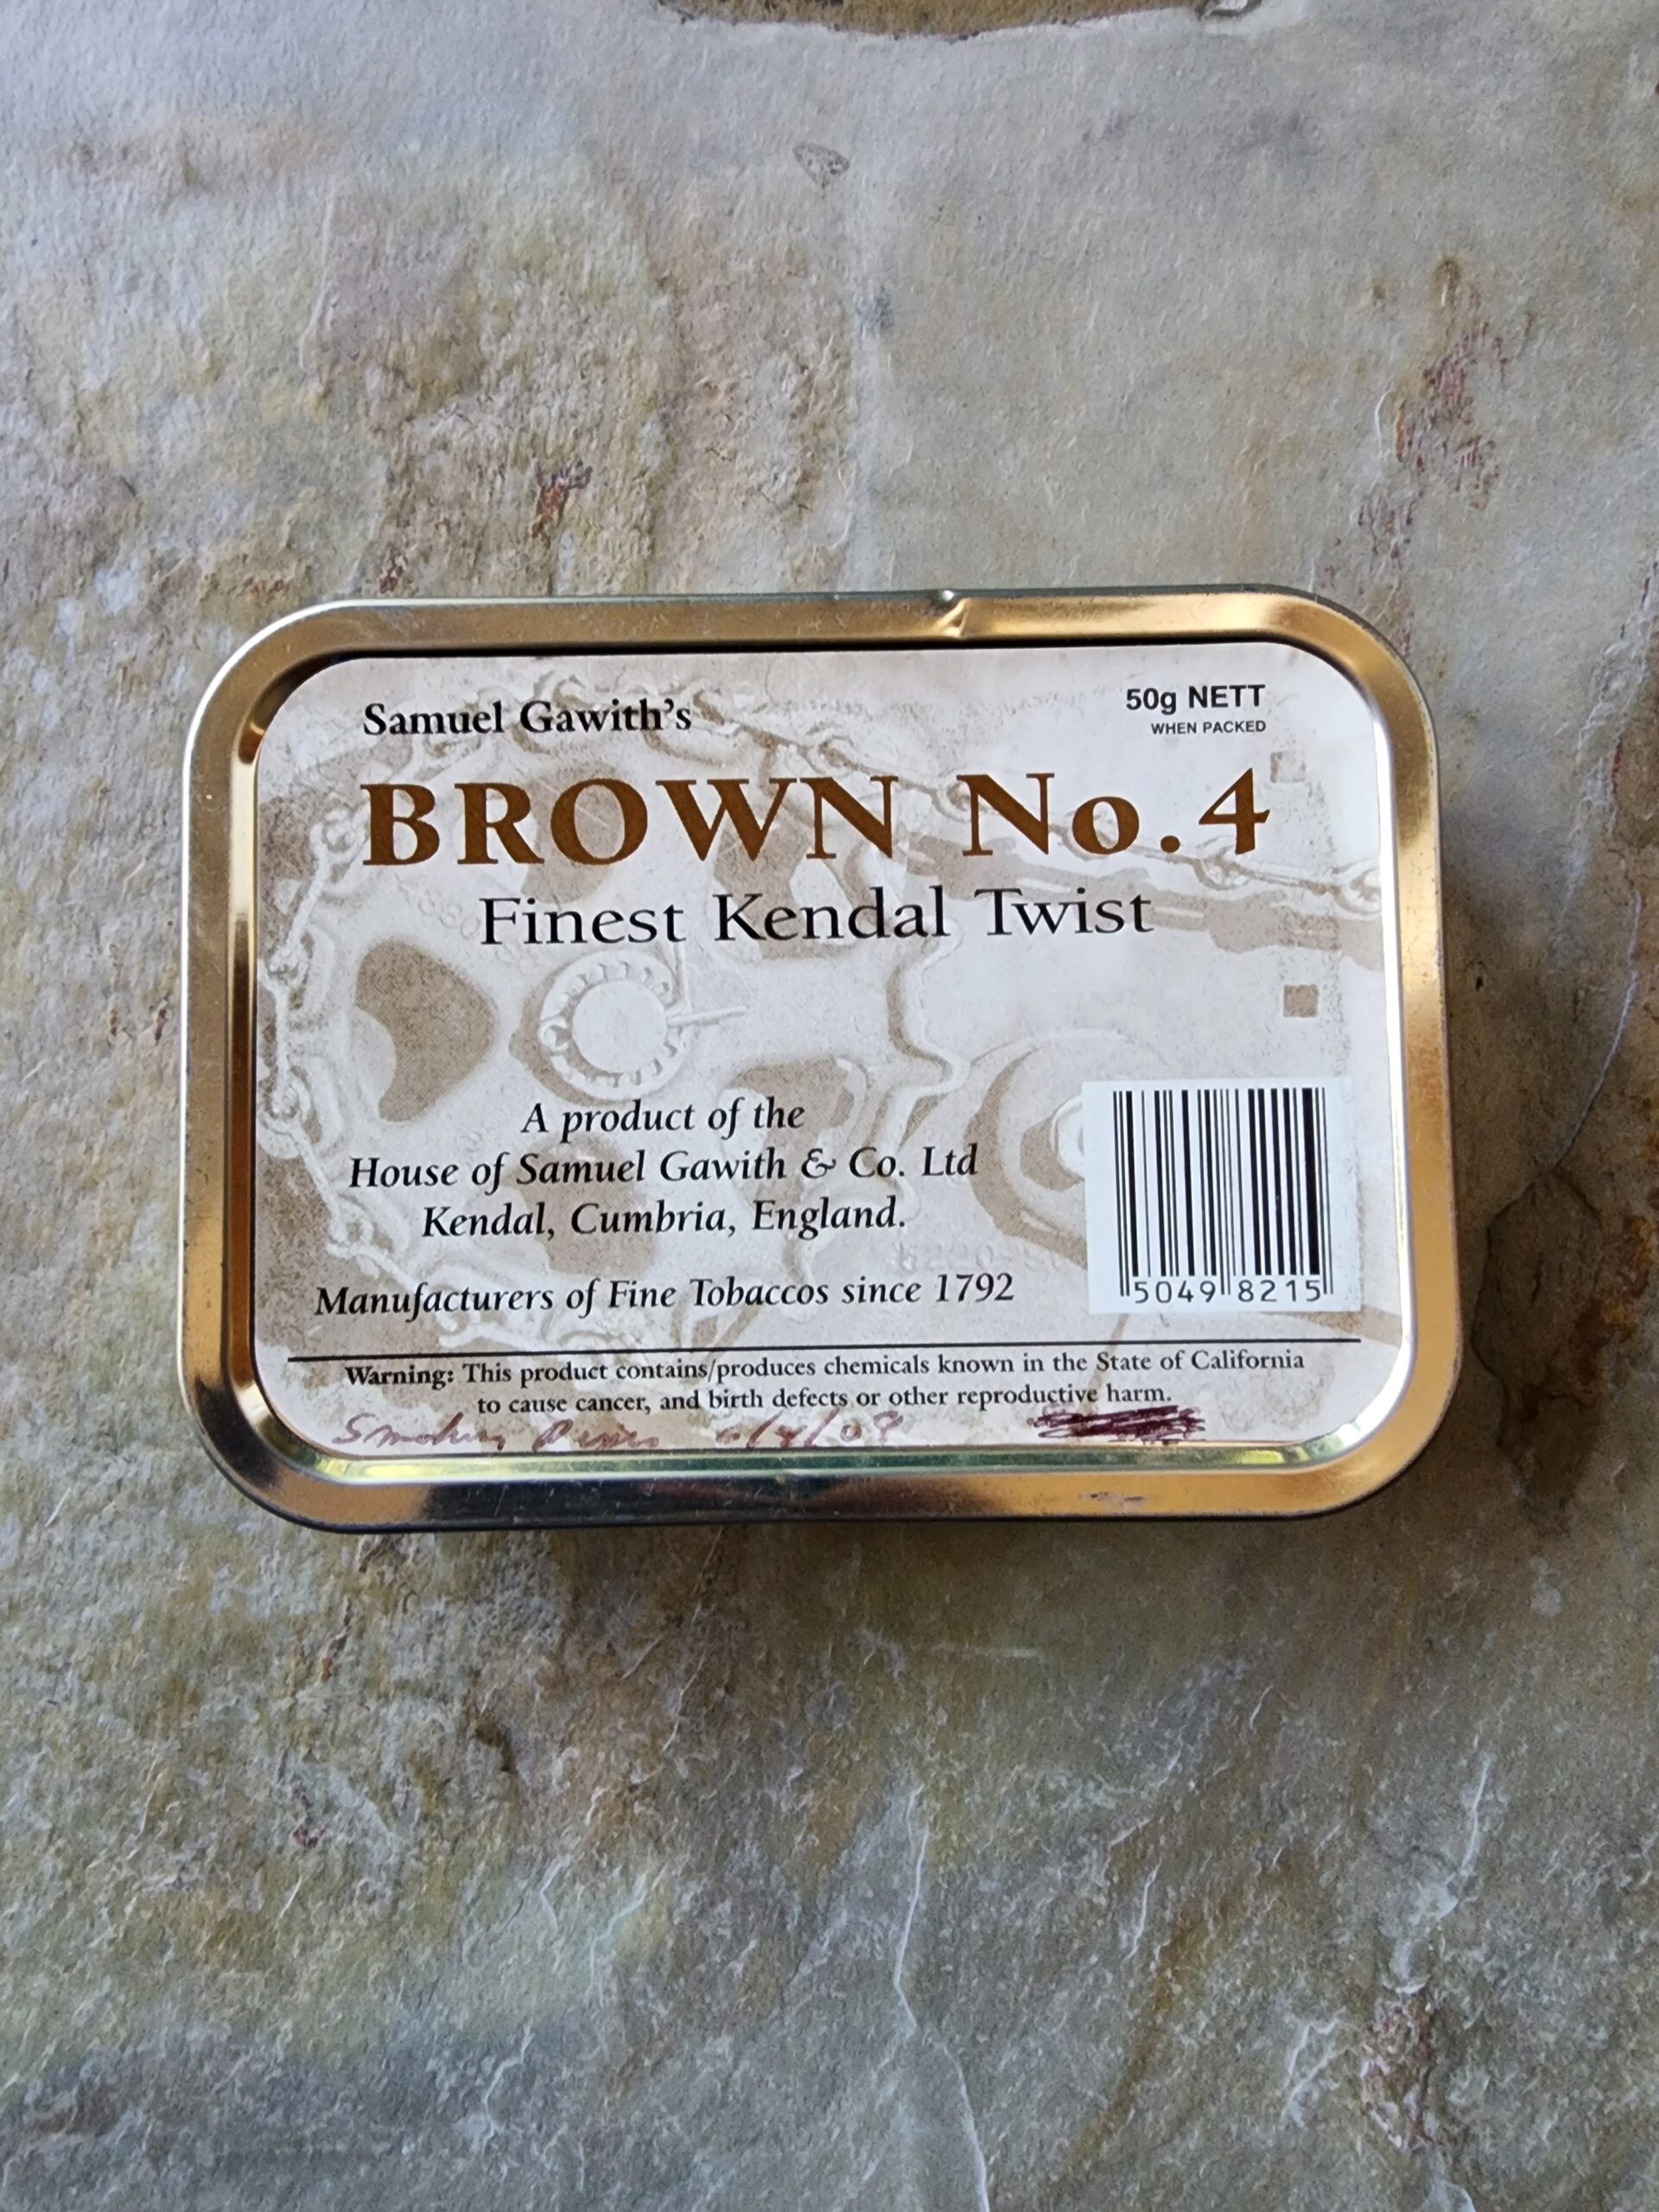 Samuel Gawith's
50g NETT
WHEN PACKED
BROWN No.4
Finest Kendal Twist
A product of the
House of Samuel Gawith & Co. Ltd
Kendal, Cumbria, England.
Manufacturers of Fine Tobaccos since 1792
5049 8215
Warning: This product contains/produces chemicals known in the State of California
to cause cancer, and birth defects or other reproductive harm.
Smoking Pipes